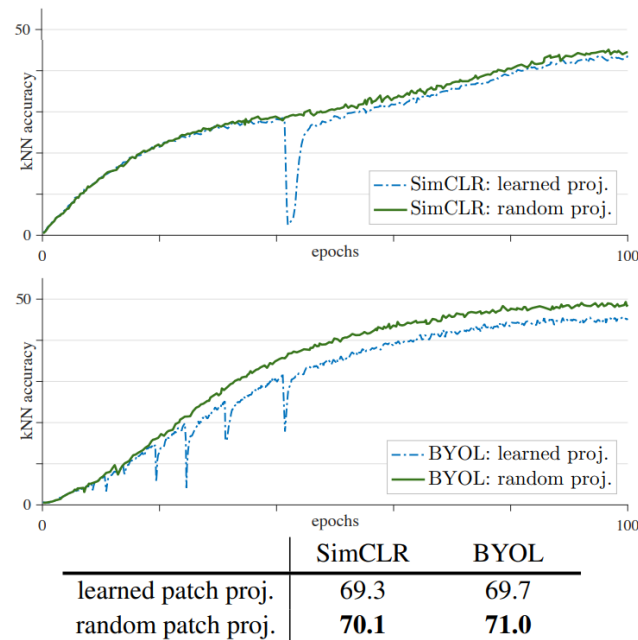 50
kNN accuracy
SimCLR: learned proj.
SimCLR: random proj.
0
0
epochs
100
50
kNN accuracy
BYOL: learned proj.
BYOL: random proj.
0
0
epochs
100
SimCLR BYOL
learned patch proj. 69.3 69.7
random patch proj. 70.1 71.0